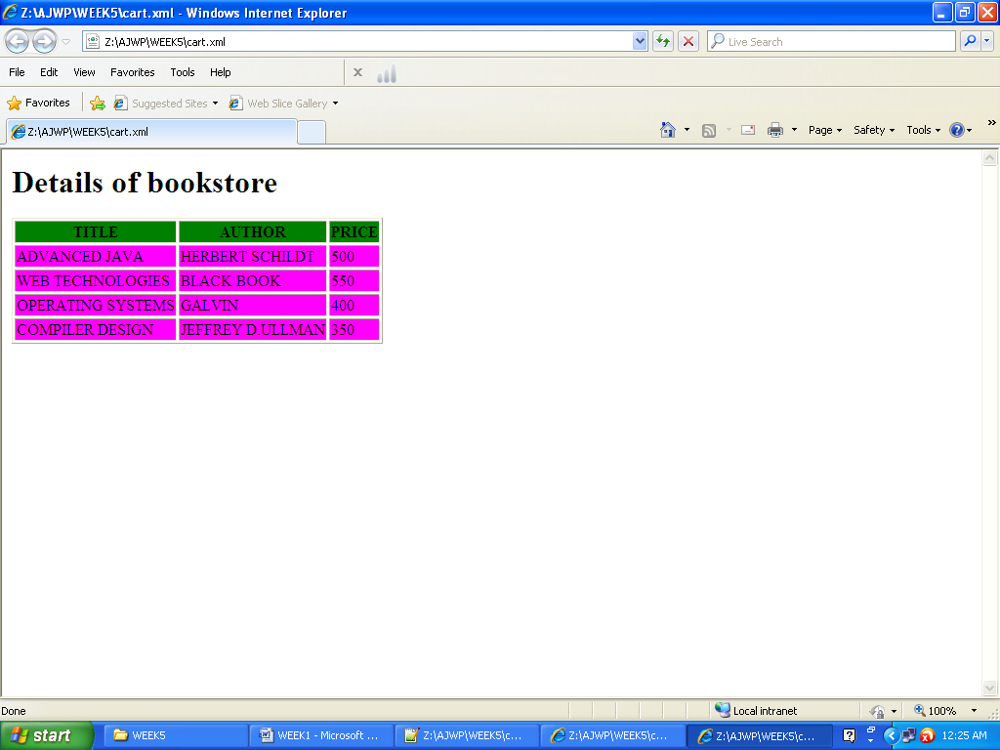 Z:\AJWP\WEEK5\cart.xml - Windows Internet Explorer
Z:\AJWP\WEEK5\cart.xml Live Search
File Edit View Favorites Tools Help
Favorites Suggested Sites Web Slice Gallery
Z:\AJWP\WEEK5\cart.xml Page Safety Tools »
Details of bookstore
TITLE AUTHOR PRICE
ADVANCED JAVA HERBERT SCHILDT 500
WEB TECHNOLOGIES BLACK BOOK 550
OPERATING SYSTEMS GALVIN 400
COMPILER DESIGN JEFFREY D.ULLMAN 350
Done Local intranet 100%
start WEEK5 WEEK1 - Microsoft ... Z:\AJWP\WEEK5\c... Z:\AJWP\WEEK5\c... Z:\AJWP\WEEK5\c... 12:25 AM